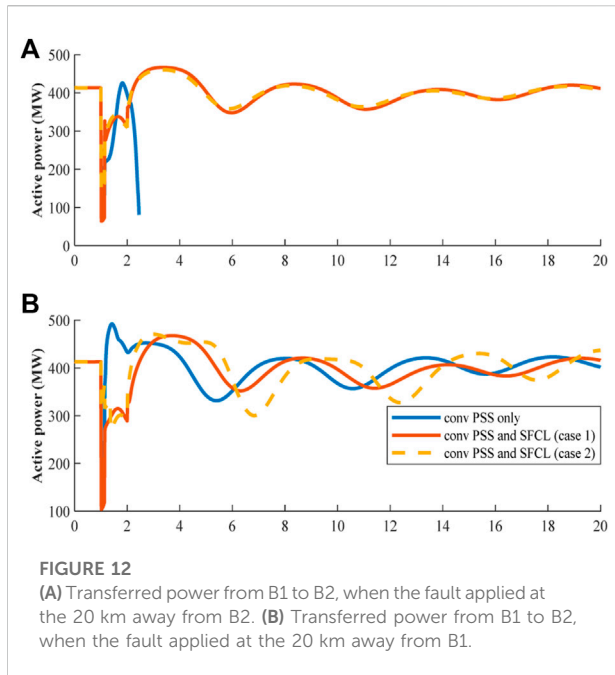 A
500
400
300
200
100
0
Active power (MW)
0 2 4 6 8 10 12 14 16 18 20
B
500
400
300
200
100
Active power (MW)
conv PSS only
conv PSS and SFCL (case 1)
conv PSS and SFCL (case 2)
0 2 4 6 8 10 12 14 16 18 20
FIGURE 12
(A) Transferred power from B1 to B2, when the fault applied at
the 20 km away from B2. (B) Transferred power from B1 to B2,
when the fault applied at the 20 km away from B1.